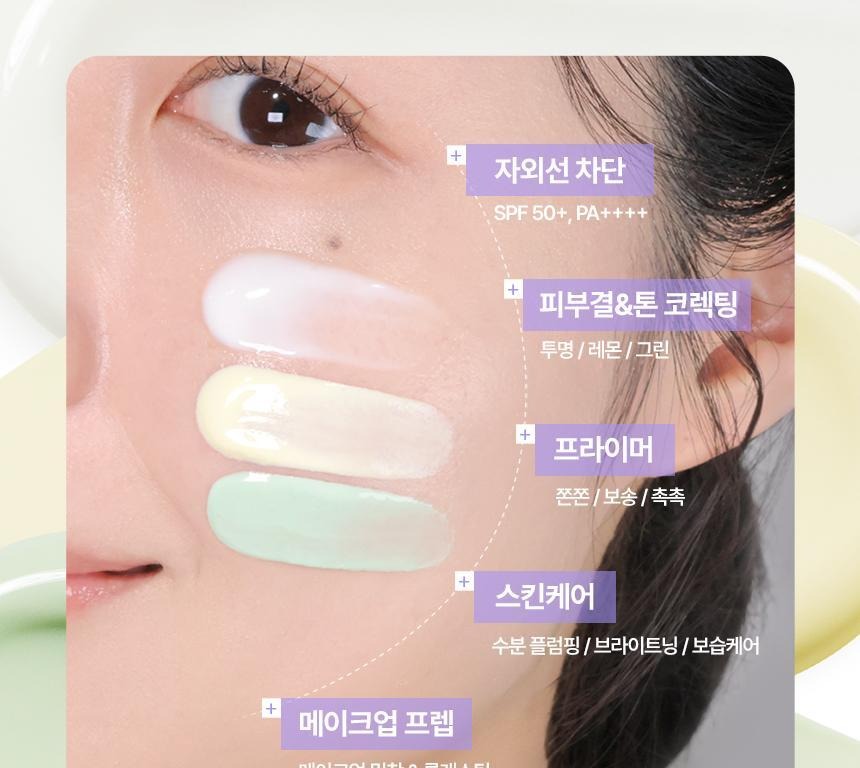 자외선 차단
SPF 50+, PA++++
피부결&톤 코렉팅
투명 / 레몬 / 그린
프라이머
쫀쫀 / 보송 / 촉촉
스킨케어
수분 플럼핑 / 브라이트닝 / 보습케어
메이크업 프렙